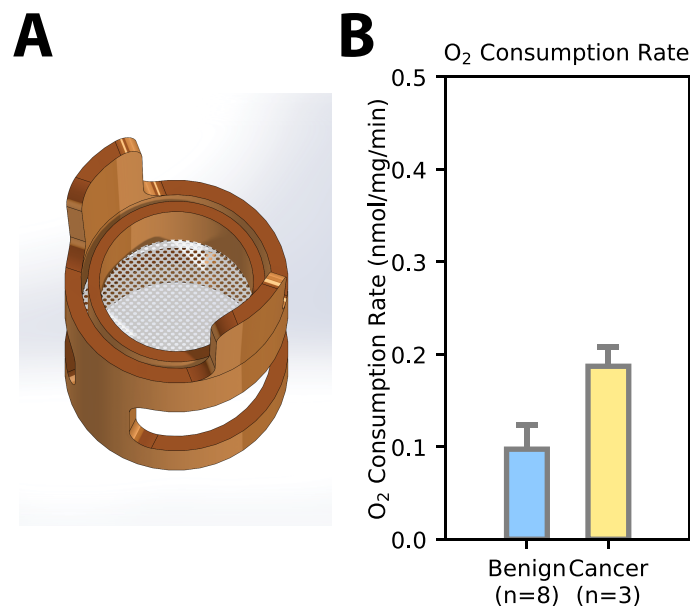 A
B
O₂ Consumption Rate
O₂ Consumption Rate (nmol/mg/min)
0.5
0.4
0.3
0.2
0.1
0.0
Benign Cancer
(n=8) (n=3)